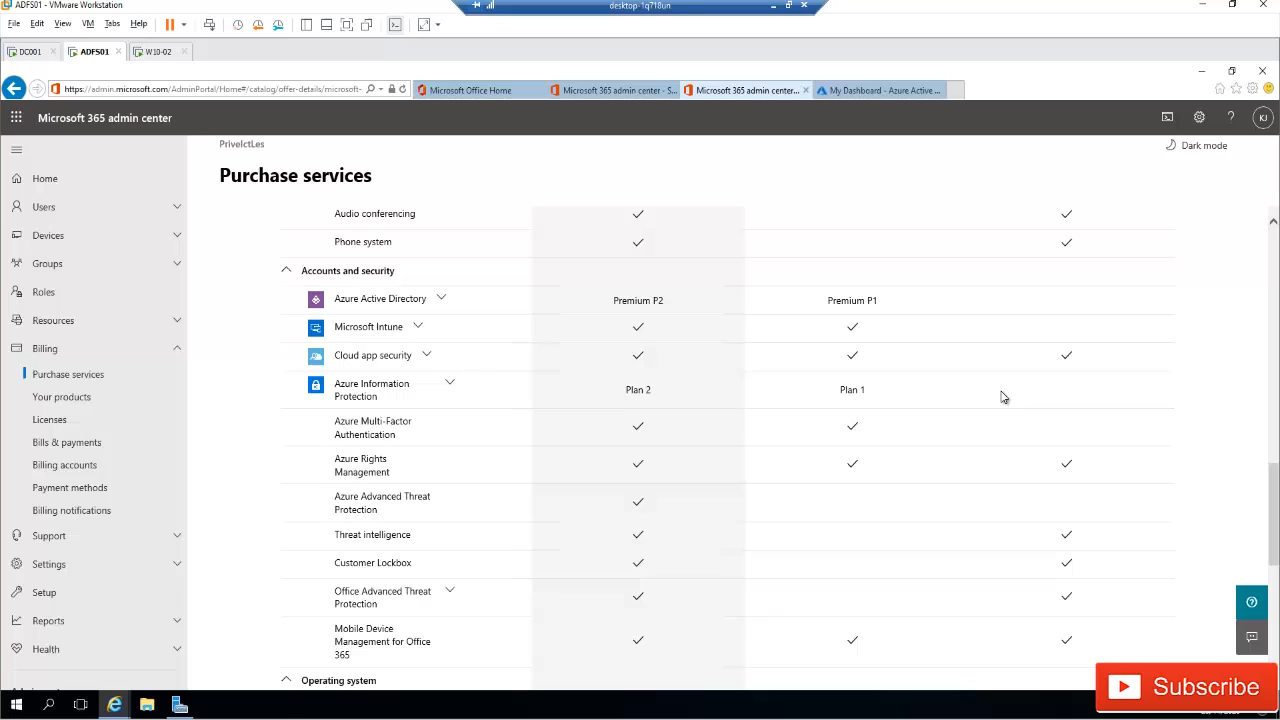 ADFS01 - VMware Workstation
desktop-1q718un
File Edit View VM Tabs Help
DC001 ADFS01 W10-02
https://admin.microsoft.com/AdminPortal/Home#/catalog/offer-details/microsoft-
Microsoft Office Home
Microsoft 365 admin center - S...
Microsoft 365 admin center...
My Dashboard - Azure Active ...
Microsoft 365 admin center
KJ
PriveIctLes
Dark mode
Purchase services
Home
Users
Devices
Groups
Roles
Resources
Billing
Purchase services
Your products
Licenses
Bills & payments
Billing accounts
Payment methods
Billing notifications
Support
Settings
Setup
Reports
Health
Audio conferencing
Phone system
Accounts and security
Azure Active Directory Premium P2 Premium P1
Microsoft Intune
Cloud app security
Azure Information
Protection
Plan 2 Plan 1
Azure Multi-Factor
Authentication
Azure Rights
Management
Azure Advanced Threat
Protection
Threat intelligence
Customer Lockbox
Office Advanced Threat
Protection
Mobile Device
Management for Office
365
Operating system
Subscribe